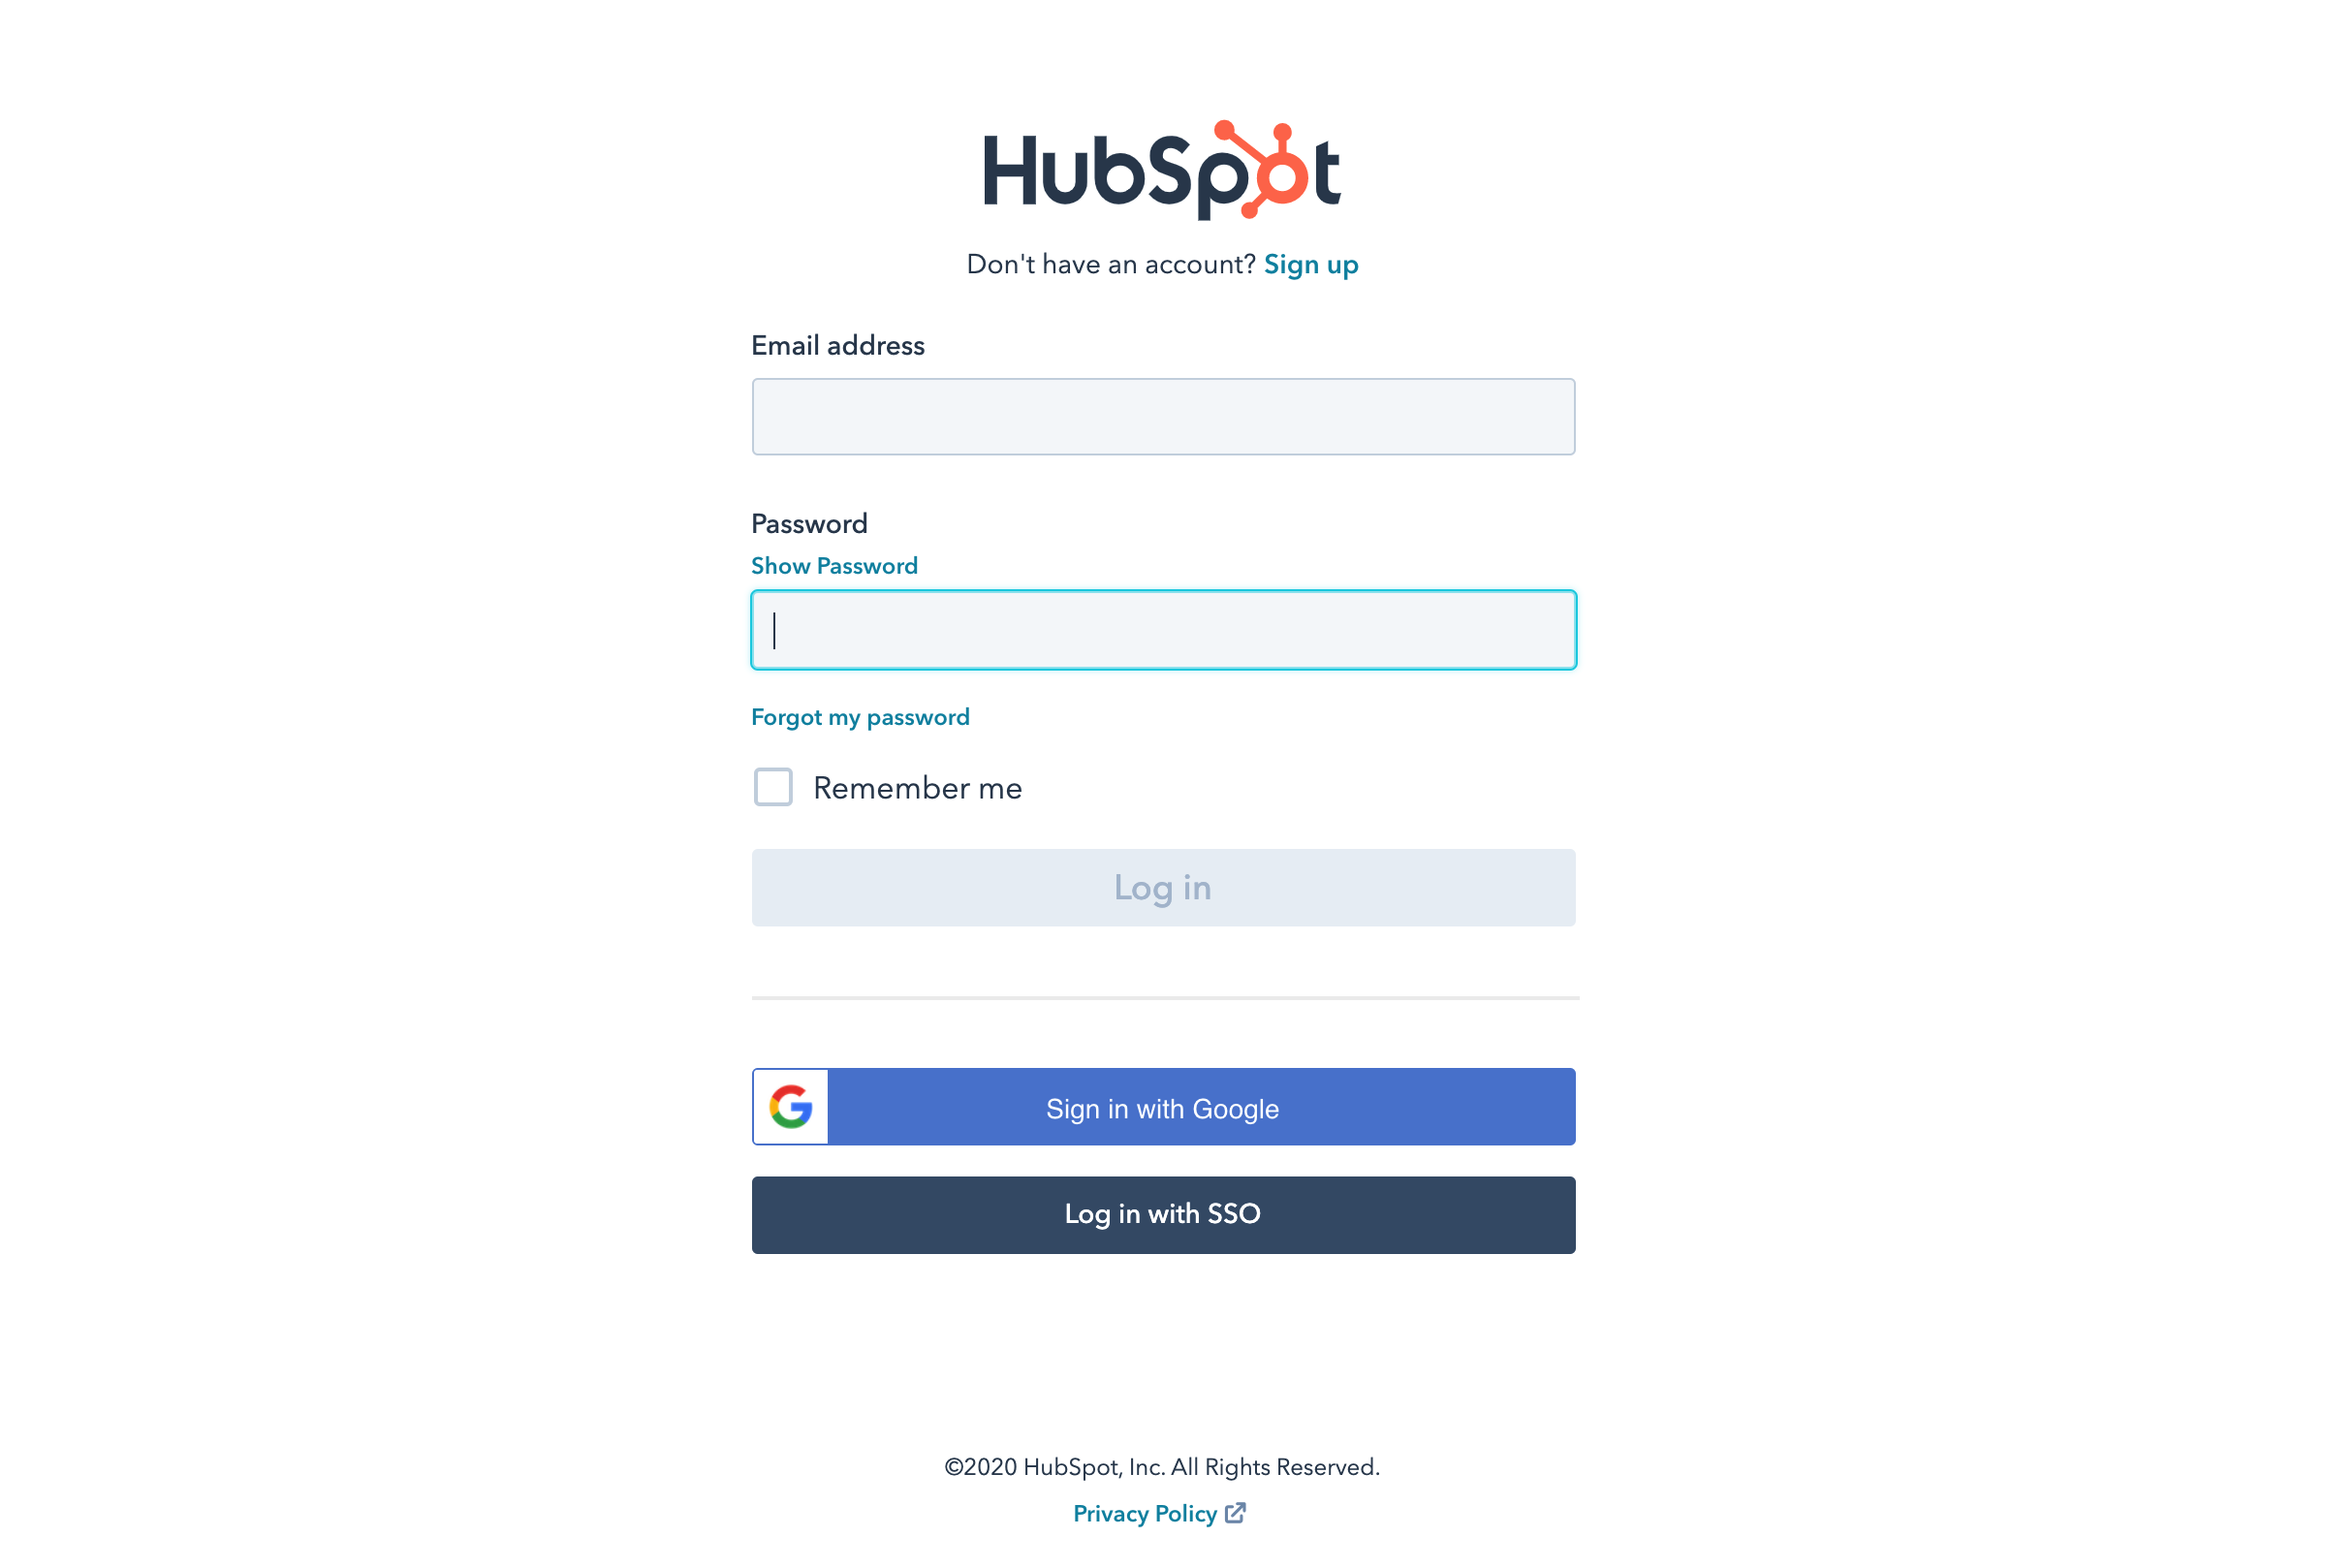 HubSpot
Don't have an account? Sign up
Email address
Password
Show Password
Forgot my password
Remember me
Log in
Sign in with Google
Log in with SSO
©2020 HubSpot, Inc. All Rights Reserved.
Privacy Policy